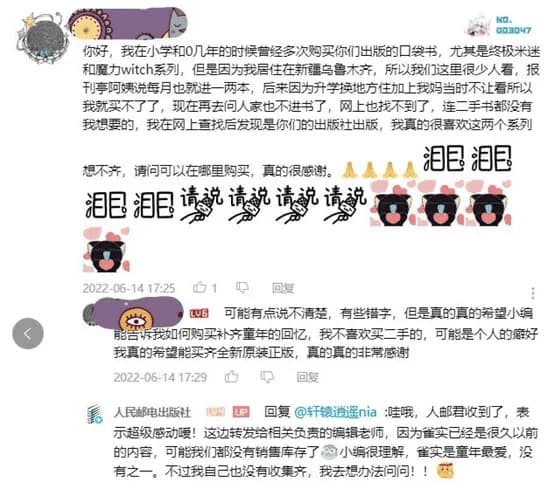 NO.
003047
你好，我在小学和0几年的时候曾经多次购买你们出版的口袋书，尤其是终极米迷
和魔力witch系列，但是因为我居住在新疆乌鲁木齐，所以我们这里很少人看，报
刊亭阿姨说每月也就进一两本，后来因为升学换地方住加上我妈当时不让看所以
我就买不了了，现在再去问人家也不进书了，网上也找不到了，连二手书都没有
我想要的，我在网上查找后发现是你们的出版社出版，我真的很喜欢这两个系列
想补齐，请问可以在哪里购买，真的很感谢。 泪目 泪目
泪目 泪目 请说 请说 请说 请说
2022-06-14 17:25 1 回复
LV6 可能有点说不清楚，有些错字，但是真的真的希望小编
能告诉我如何购买补齐童年的回忆，我不喜欢买二手的，可能是个人的癖好
我真的希望能买齐全新原装正版，真的真的非常感谢
2022-06-14 17:29 回复
人民邮电出版社 LV4 UP 回复 @轩辕逍遥nia :哇哦，人邮君收到了，表
示超级感动嗳！这边转发给相关负责的编辑老师，因为雀实已经是很久以前
的内容，可能我们都没有销售库存了 小编很理解，雀实是童年最爱，没
有之一。不过我自己也没有收集齐，我去想办法问问！！